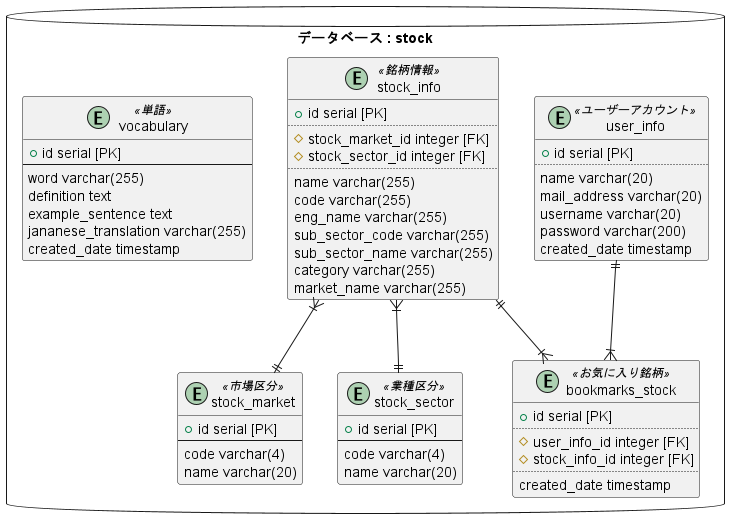 データベース : stock
E
«単語»
vocabulary
id serial [PK]
word varchar(255)
definition text
example_sentence text
jananese_translation varchar(255)
created_date timestamp
E
«銘柄情報»
stock_info
id serial [PK]
stock_market_id integer [FK]
stock_sector_id integer [FK]
name varchar(255)
code varchar(255)
eng_name varchar(255)
sub_sector_code varchar(255)
sub_sector_name varchar(255)
category varchar(255)
market_name varchar(255)
E
«ユーザーアカウント»
user_info
id serial [PK]
name varchar(20)
mail_address varchar(20)
username varchar(20)
password varchar(200)
created_date timestamp
E
«市場区分»
stock_market
id serial [PK]
code varchar(4)
name varchar(20)
E
«業種区分»
stock_sector
id serial [PK]
code varchar(4)
name varchar(20)
E
«お気に入り銘柄»
bookmarks_stock
id serial [PK]
user_info_id integer [FK]
stock_info_id integer [FK]
created_date timestamp